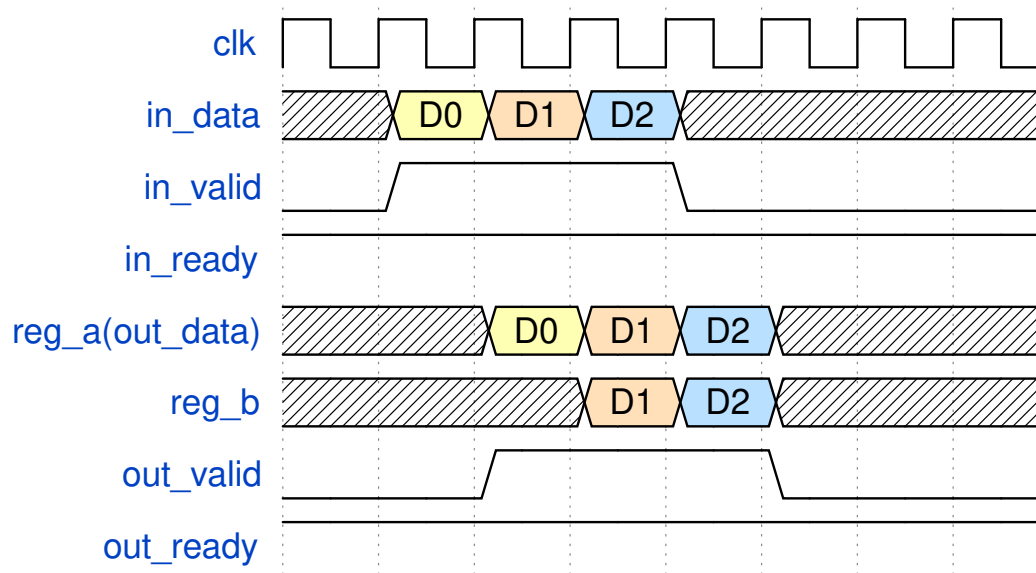 clk
in_data D0 D1 D2
in_valid
in_ready
reg_a(out_data) D0 D1 D2
reg_b D1 D2
out_valid
out_ready